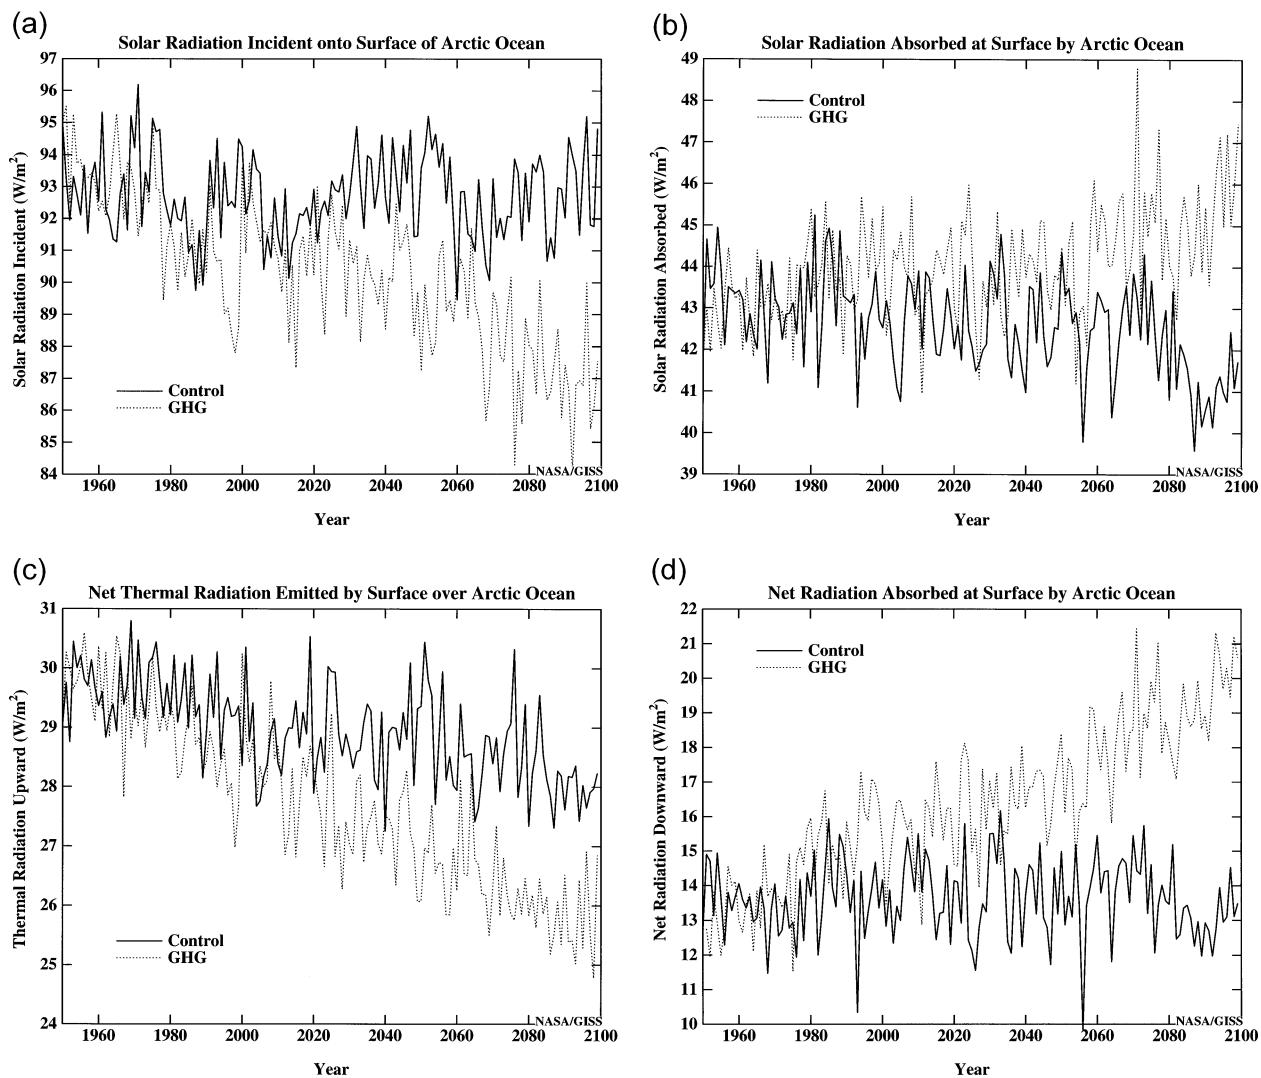 (a)
Solar Radiation Incident onto Surface of Arctic Ocean
Solar Radiation Incident (W/m²)
97
96
95
94
93
92
91
90
89
88
87
86
85
84
Control
GHG
NASA/GISS
1960 1980 2000 2020 2040 2060 2080 2100
Year
(b)
Solar Radiation Absorbed at Surface by Arctic Ocean
Solar Radiation Absorbed (W/m²)
49
48
47
46
45
44
43
42
41
40
39
Control
GHG
NASA/GISS
1960 1980 2000 2020 2040 2060 2080 2100
Year
(c)
Net Thermal Radiation Emitted by Surface over Arctic Ocean
Thermal Radiation Upward (W/m²)
31
30
29
28
27
26
25
24
Control
GHG
NASA/GISS
1960 1980 2000 2020 2040 2060 2080 2100
Year
(d)
Net Radiation Absorbed at Surface by Arctic Ocean
Net Radiation Downward (W/m²)
22
21
20
19
18
17
16
15
14
13
12
11
10
Control
GHG
NASA/GISS
1960 1980 2000 2020 2040 2060 2080 2100
Year